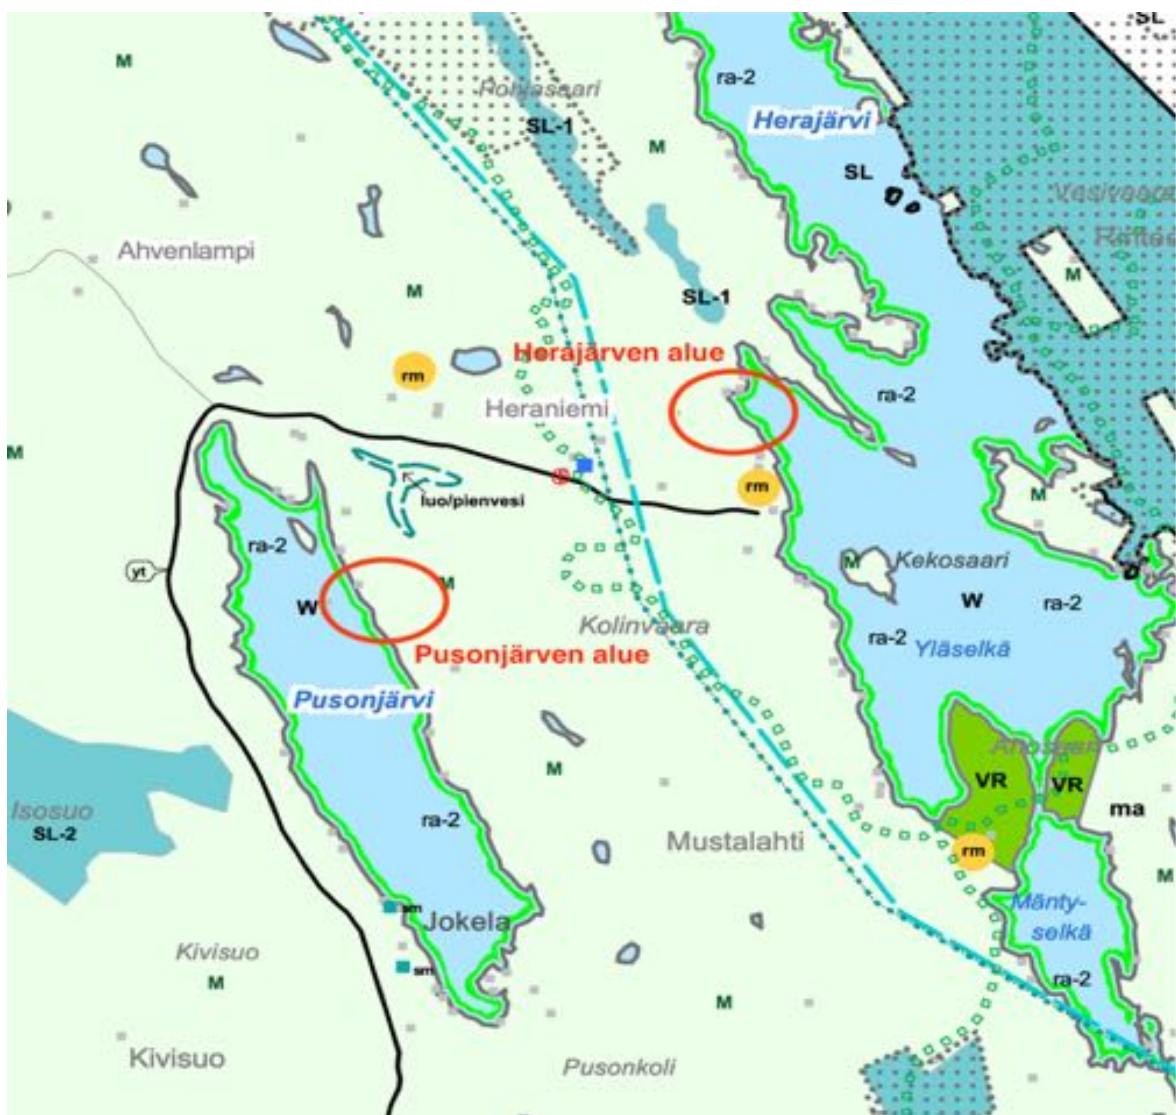 SL
M
ra-2
Herajärvi
Pohjasaari
SL-1
M
SL
Ahvenlampi
M
SL-1
M
Herajärven alue
rm
ra-2
Heraniemi
M
rm
M
luo/pienvesi
ra-2
yt
M
M
Kekosaari
W
W
ra-2
ra-2
Kolinvaara
Yläselkä
Pusonjärven alue
Pusonjärvi
M
VR
VR
Isosuo
SL-2
ra-2
ma
Mustalahti
rm
M
sm
Jokela
Mänty-
selkä
Kivisuo
sm
M
ra-2
M
Kivisuo
Pusonkoli